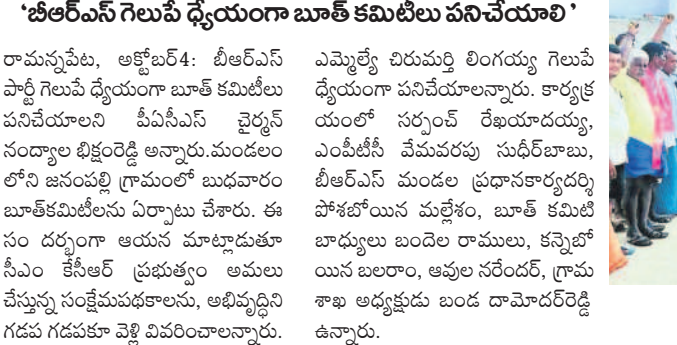 ‘బీఆర్ఎస్ గెలుపే ధ్యేయంగా బూత్ కమిటీలు పనిచేయాలి’
రామన్నపేట, అక్టోబర్4: బీఆర్ఎస్
పార్టీ గెలుపే ధ్యేయంగా బూత్ కమిటీలు
పనిచేయాలని పీఏసీఎస్ చైర్మన్
నంద్యాల భిక్షంరెడ్డి అన్నారు.మండలం
లోని జనంపల్లి గ్రామంలో బుధవారం
బూత్‌కమిటీలను ఏర్పాటు చేశారు. ఈ
సం దర్భంగా ఆయన మాట్లాడుతూ
సీఎం కేసీఆర్ ప్రభుత్వం అమలు
చేస్తున్న సంక్షేమపథకాలను, అభివృద్ధిని
గడప గడపకూ వెళ్లి వివరించాలన్నారు.
ఎమ్మెల్యే చిరుమర్తి లింగయ్య గెలుపే
ధ్యేయంగా పనిచేయాలన్నారు. కార్యక్ర
యంలో సర్పంచ్ రేఖయాదయ్య,
ఎంపీటీసీ వేమవరపు సుధీర్‌బాబు,
బీఆర్ఎస్ మండల ప్రధానకార్యదర్శి
పోశబోయిన మల్లేశం, బూత్ కమిటి
బాధ్యులు బందెల రాములు, కన్నెబో
యిన బలరాం, ఆవుల నరేందర్, గ్రామ
శాఖ అధ్యక్షుడు బండ దామోదర్‌రెడ్డి
ఉన్నారు.